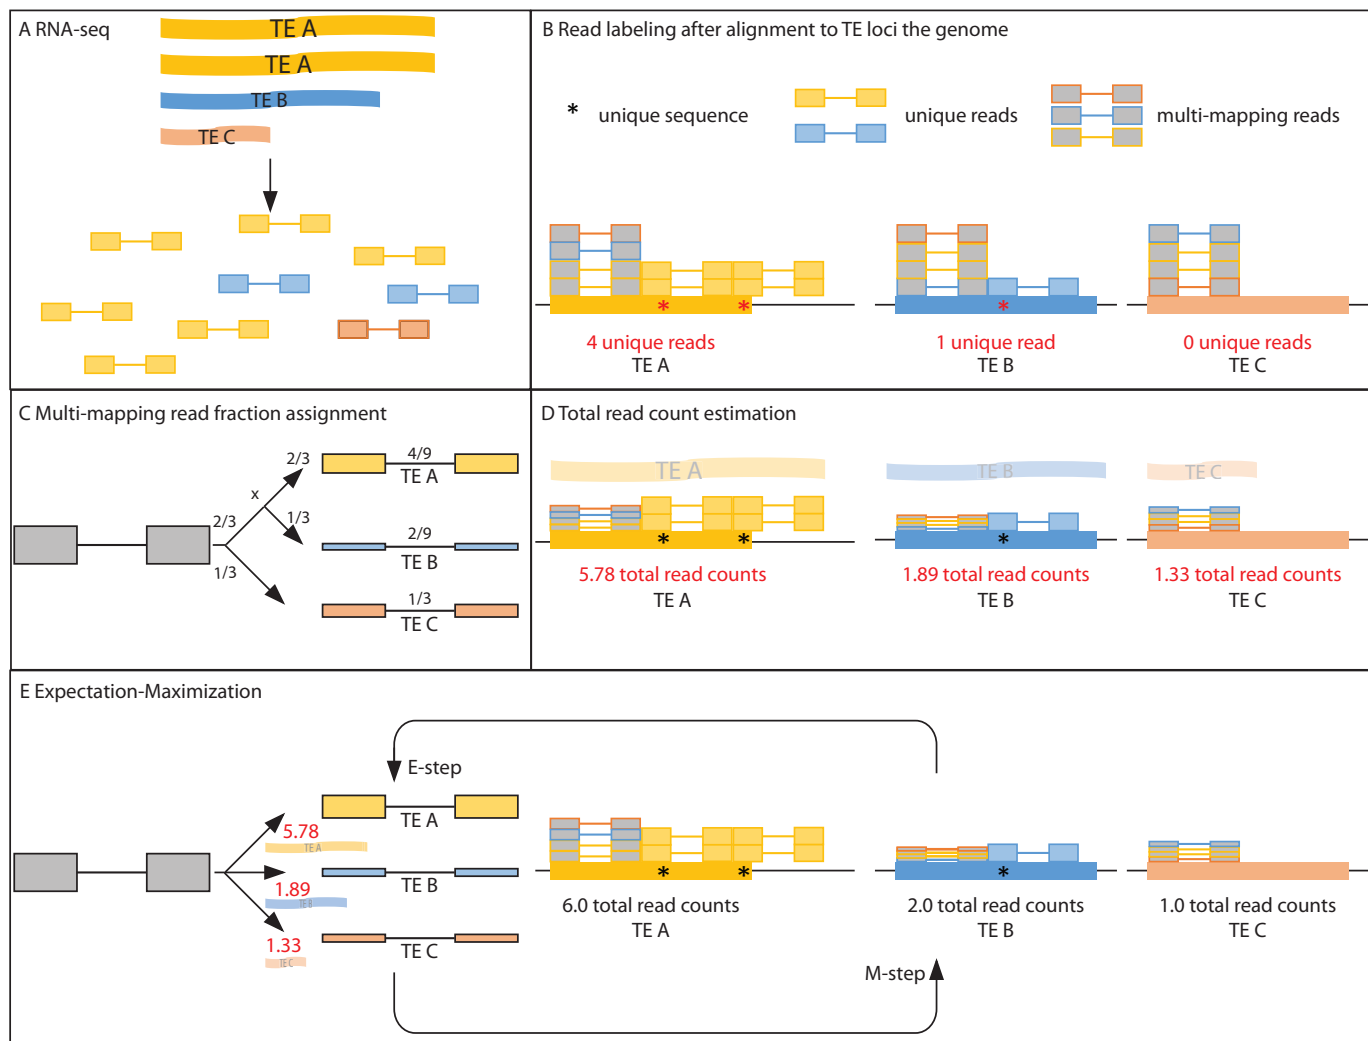 A RNA-seq
TE A
TE A
TE B
TE C
B Read labeling after alignment to TE loci the genome
* unique sequence
unique reads
multi-mapping reads
* *
*
4 unique reads
TE A
1 unique read
TE B
0 unique reads
TE C
C Multi-mapping read fraction assignment
2/3
x
1/3
2/3
1/3
4/9
TE A
2/9
TE B
1/3
TE C
D Total read count estimation
TE A
TE B
TE C
* *
*
5.78 total read counts
TE A
1.89 total read counts
TE B
1.33 total read counts
TE C
E Expectation-Maximization
E-step
TE A
5.78
TE A
TE B
1.89
TE B
TE C
1.33
TE C
* *
*
6.0 total read counts
TE A
2.0 total read counts
TE B
1.0 total read counts
TE C
M-step